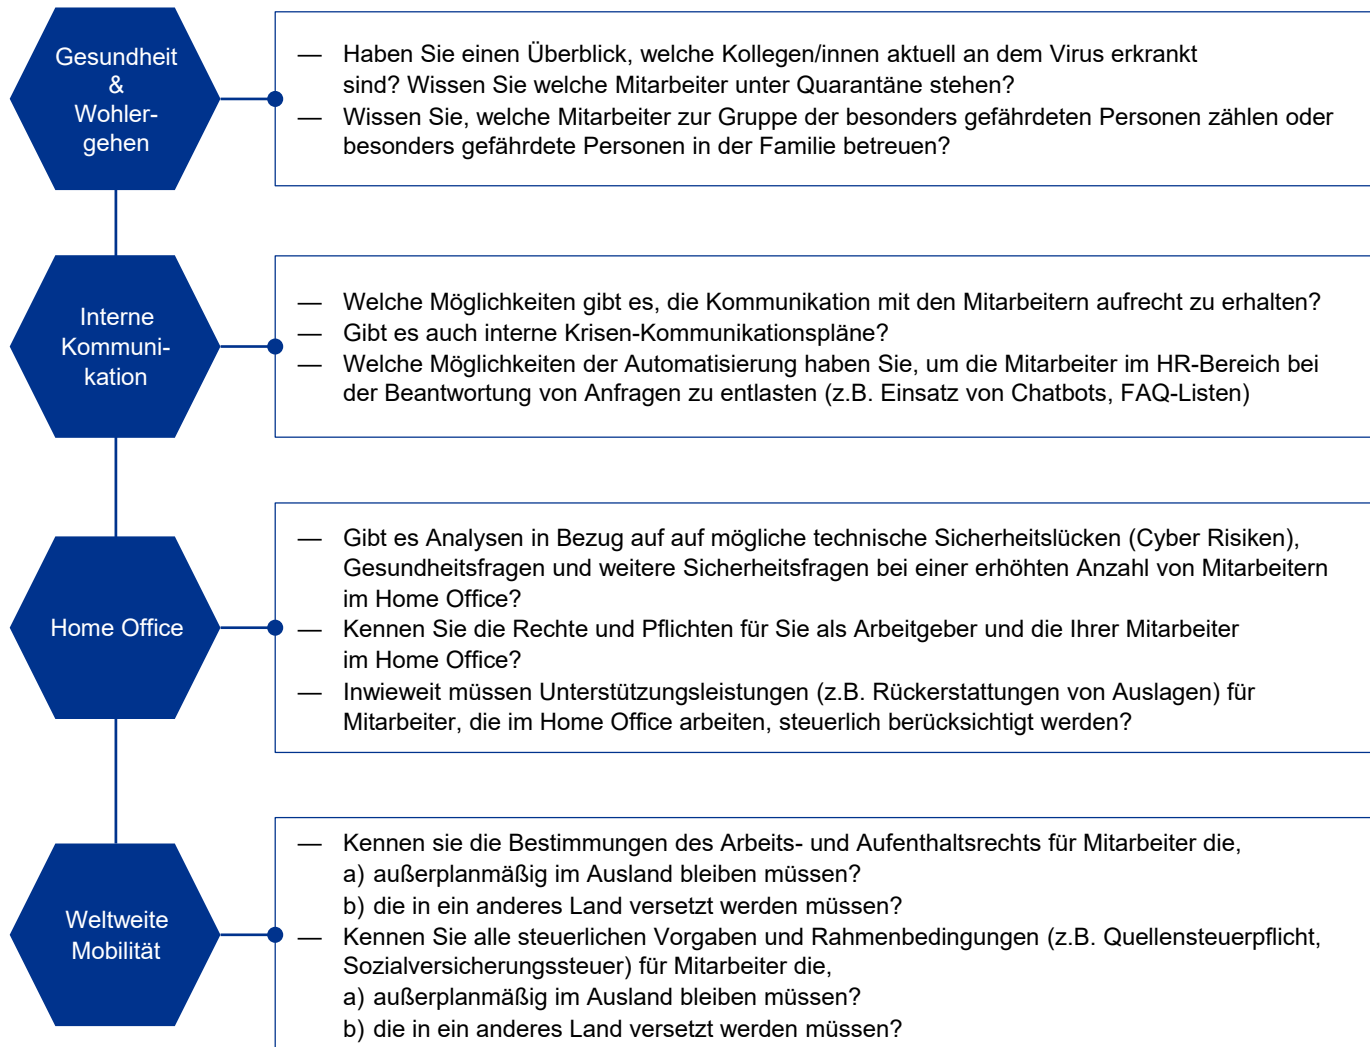 Gesundheit
&
Wohler-
gehen
— Haben Sie einen Überblick, welche Kollegen/innen aktuell an dem Virus erkrankt
sind? Wissen Sie welche Mitarbeiter unter Quarantäne stehen?
— Wissen Sie, welche Mitarbeiter zur Gruppe der besonders gefährdeten Personen zählen oder
besonders gefährdete Personen in der Familie betreuen?
Interne
Kommuni-
kation
— Welche Möglichkeiten gibt es, die Kommunikation mit den Mitarbeitern aufrecht zu erhalten?
— Gibt es auch interne Krisen-Kommunikationspläne?
— Welche Möglichkeiten der Automatisierung haben Sie, um die Mitarbeiter im HR-Bereich bei
der Beantwortung von Anfragen zu entlasten (z.B. Einsatz von Chatbots, FAQ-Listen)
Home Office
— Gibt es Analysen in Bezug auf auf mögliche technische Sicherheitslücken (Cyber Risiken),
Gesundheitsfragen und weitere Sicherheitsfragen bei einer erhöhten Anzahl von Mitarbeitern
im Home Office?
— Kennen Sie die Rechte und Pflichten für Sie als Arbeitgeber und die Ihrer Mitarbeiter
im Home Office?
— Inwieweit müssen Unterstützungsleistungen (z.B. Rückerstattungen von Auslagen) für
Mitarbeiter, die im Home Office arbeiten, steuerlich berücksichtigt werden?
Weltweite
Mobilität
— Kennen sie die Bestimmungen des Arbeits- und Aufenthaltsrechts für Mitarbeiter die,
a) außerplanmäßig im Ausland bleiben müssen?
b) die in ein anderes Land versetzt werden müssen?
— Kennen Sie alle steuerlichen Vorgaben und Rahmenbedingungen (z.B. Quellensteuerpflicht,
Sozialversicherungssteuer) für Mitarbeiter die,
a) außerplanmäßig im Ausland bleiben müssen?
b) die in ein anderes Land versetzt werden müssen?